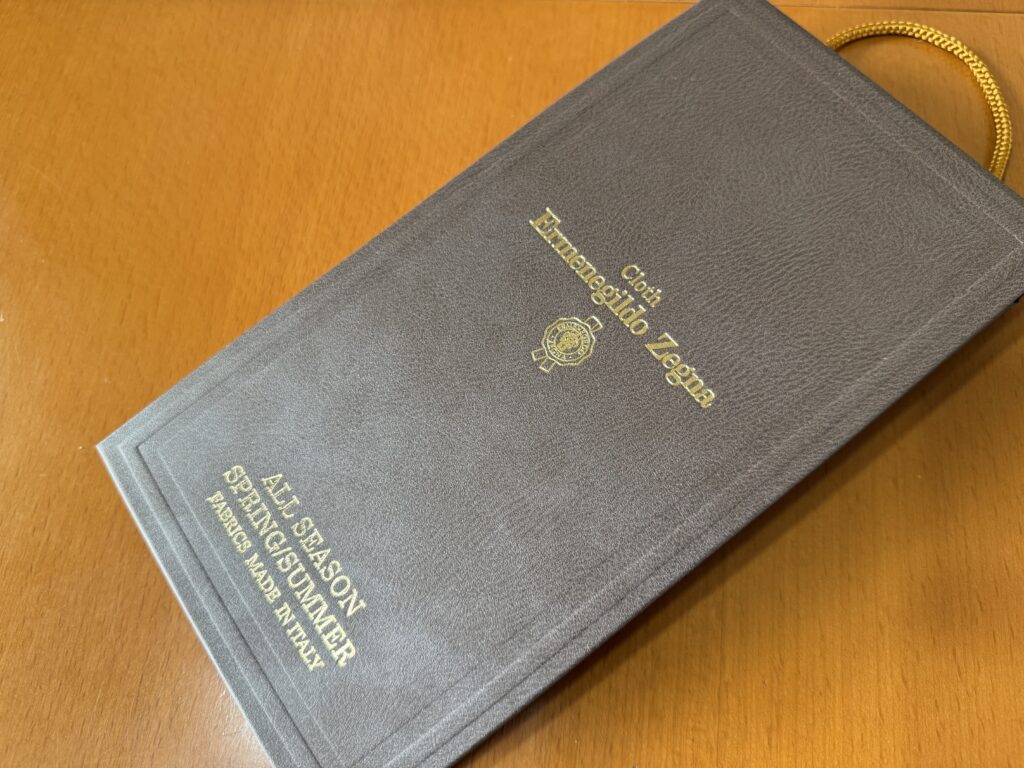 Cloth
Ermenegildo Zegna
ALL SEASON
SPRING/SUMMER
FABRICS MADE IN ITALY